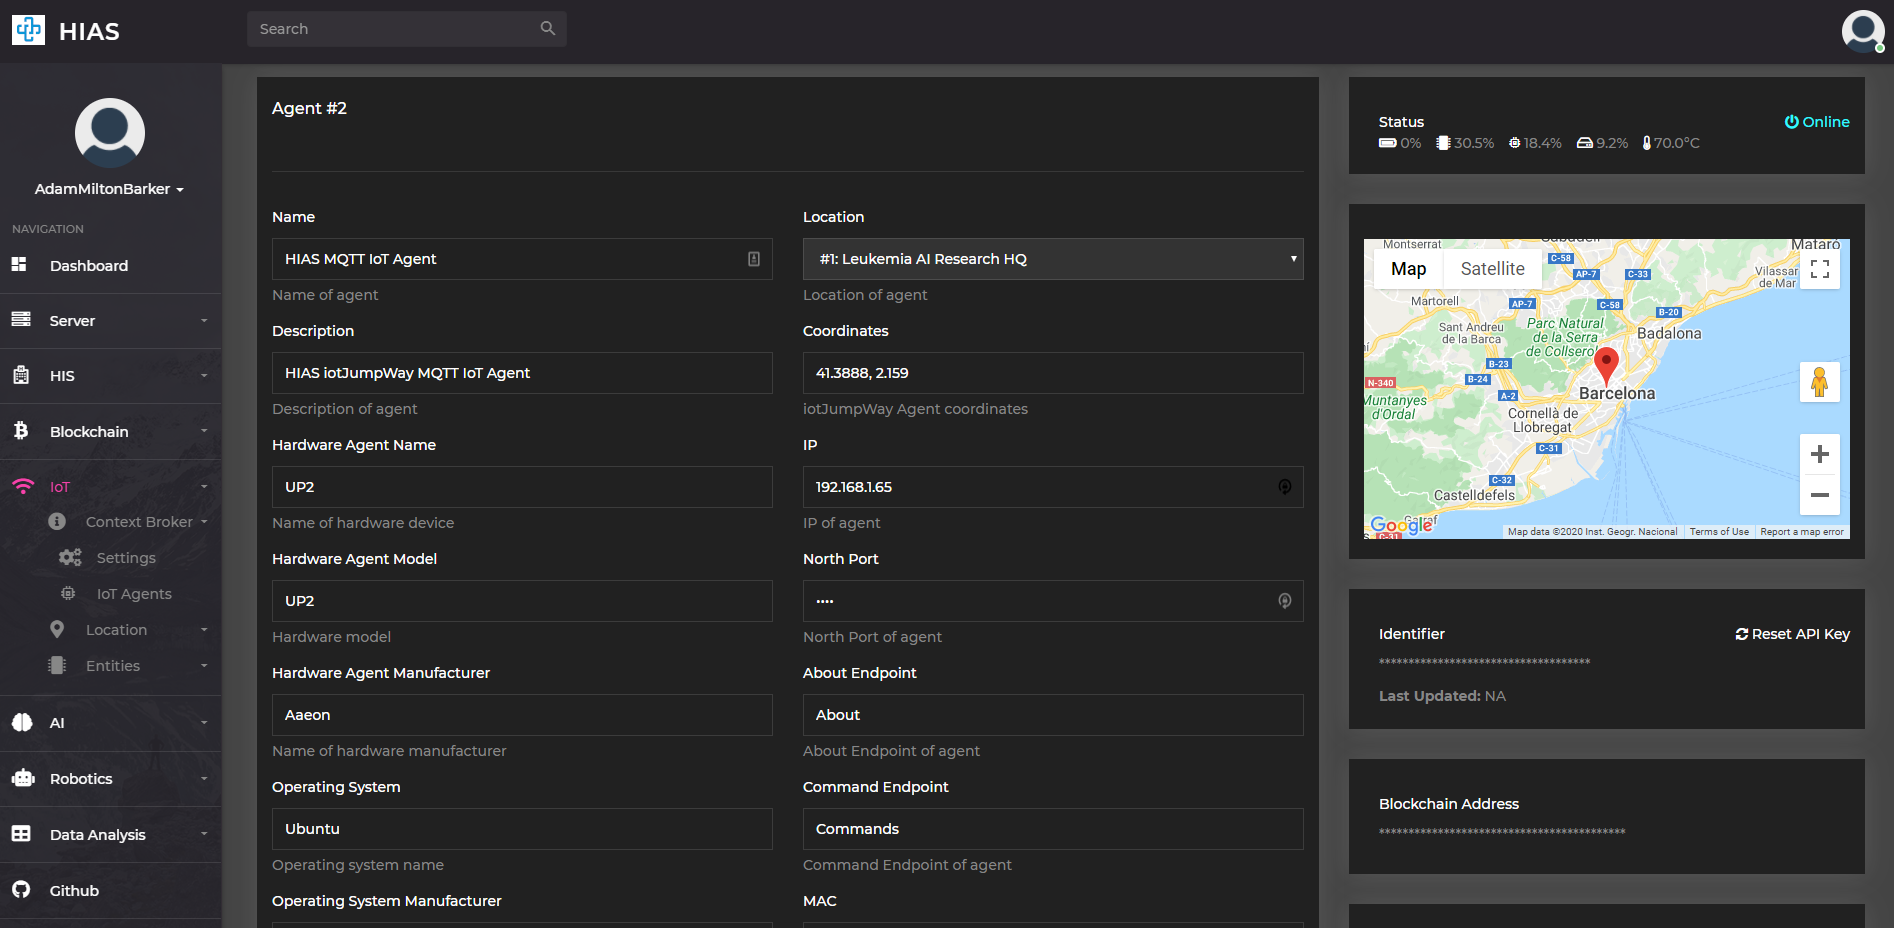 HIAS
Search
AdamMiltonBarker
NAVIGATION
Dashboard
Server
HIS
Blockchain
IoT
Context Broker
Settings
IoT Agents
Location
Entities
AI
Robotics
Data Analysis
Github
Agent #2
Name
HIAS MQTT IoT Agent
Name of agent
Description
HIAS iotJumpWay MQTT IoT Agent
Description of agent
Hardware Agent Name
UP2
Name of hardware device
Hardware Agent Model
UP2
Hardware model
Hardware Agent Manufacturer
Aaeon
Name of hardware manufacturer
Operating System
Ubuntu
Operating system name
Operating System Manufacturer
Location
#1: Leukemia AI Research HQ
Location of agent
Coordinates
41.3888, 2.159
iotJumpWay Agent coordinates
IP
192.168.1.65
IP of agent
North Port
••••
North Port of agent
About Endpoint
About
About Endpoint of agent
Command Endpoint
Commands
Command Endpoint of agent
MAC
Status
Online
0% 30.5% 18.4% 9.2% 70.0°C
Montserrat
Sabadell
Mataró
Map Satellite
C-58
AP-7
C-33
Vilassar
de Mar
Martorell
AP-7
C-58
B-20
Sant Andreu
de la Barca
Parc Natural
de la Serra
de Collserola
Badalona
B-23
B-24
N-340
A-2
Barcelona
Muntanyes
d'Ordal
Cornellà de
Llobregat
C-31
C-32
Castelldefels
Garraf
Google
C-31
Map data ©2020 Inst. Geogr. Nacional
Terms of Use
Report a map error
Identifier
Reset API Key
************************************
Last Updated: NA
Blockchain Address
******************************************